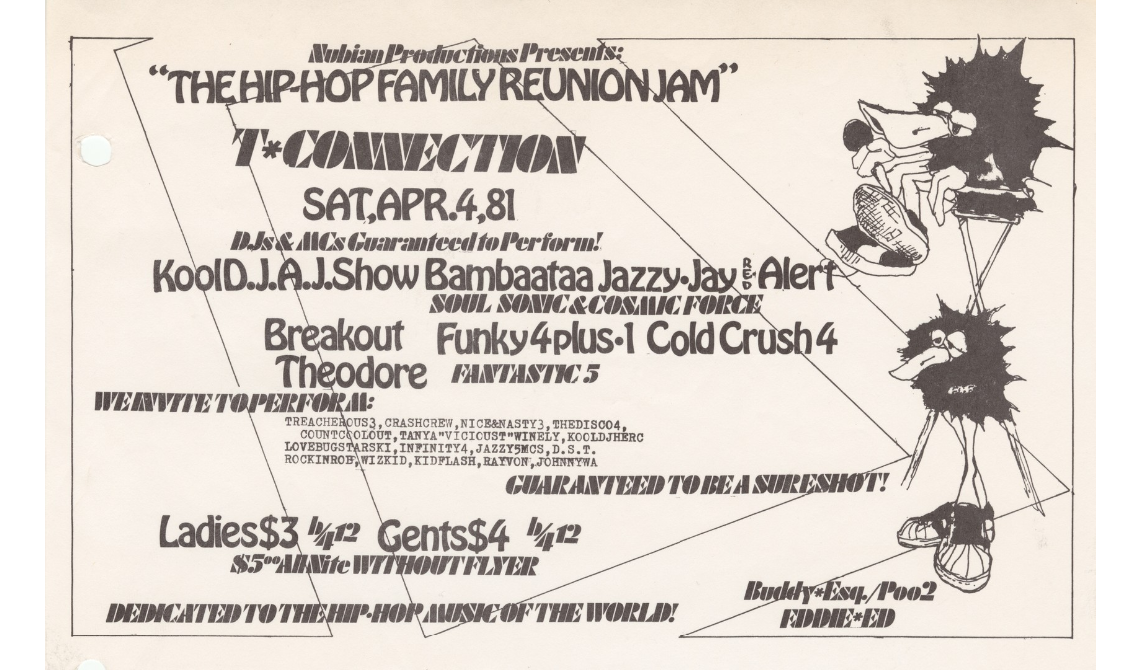 Nubian Productions Presents:
“THE HIP-HOP FAMILY REUNION JAM”
T*CONNECTION
SAT,APR.4,81
DJs & MCs Guaranteed to Perform!
Kool D.J. A.J. Show Bambaataa Jazzy•Jay RED Alert
SOUL SONIC & COSMIC FORCE
Breakout Funky 4 plus•1 Cold Crush 4
Theodore FANTASTIC 5
WE INVITE TO PERFORM:
TREACHEROUS3,CRASHCREW,NICE&NASTY3,THEDISCO4,
COUNTCOOLOUT,TANYA"VICIOUST"WINELY,KOOLDJHERC
LOVEBUGSTARSKI,INFINITY4,JAZZY5MCS,D.S.T.
ROCKINROB,WIZKID,KIDFLASH,RAYVON,JOHNNYWA
GUARANTEED TO BE A SURESHOT!
Ladies $3 b/4 12 Gents $4 b/4 12
$5⁰⁰ All Nite WITHOUT FLYER
Buddy*Esq./Poo2
EDDIE*ED
DEDICATED TO THE HIP-HOP MUSIC OF THE WORLD!